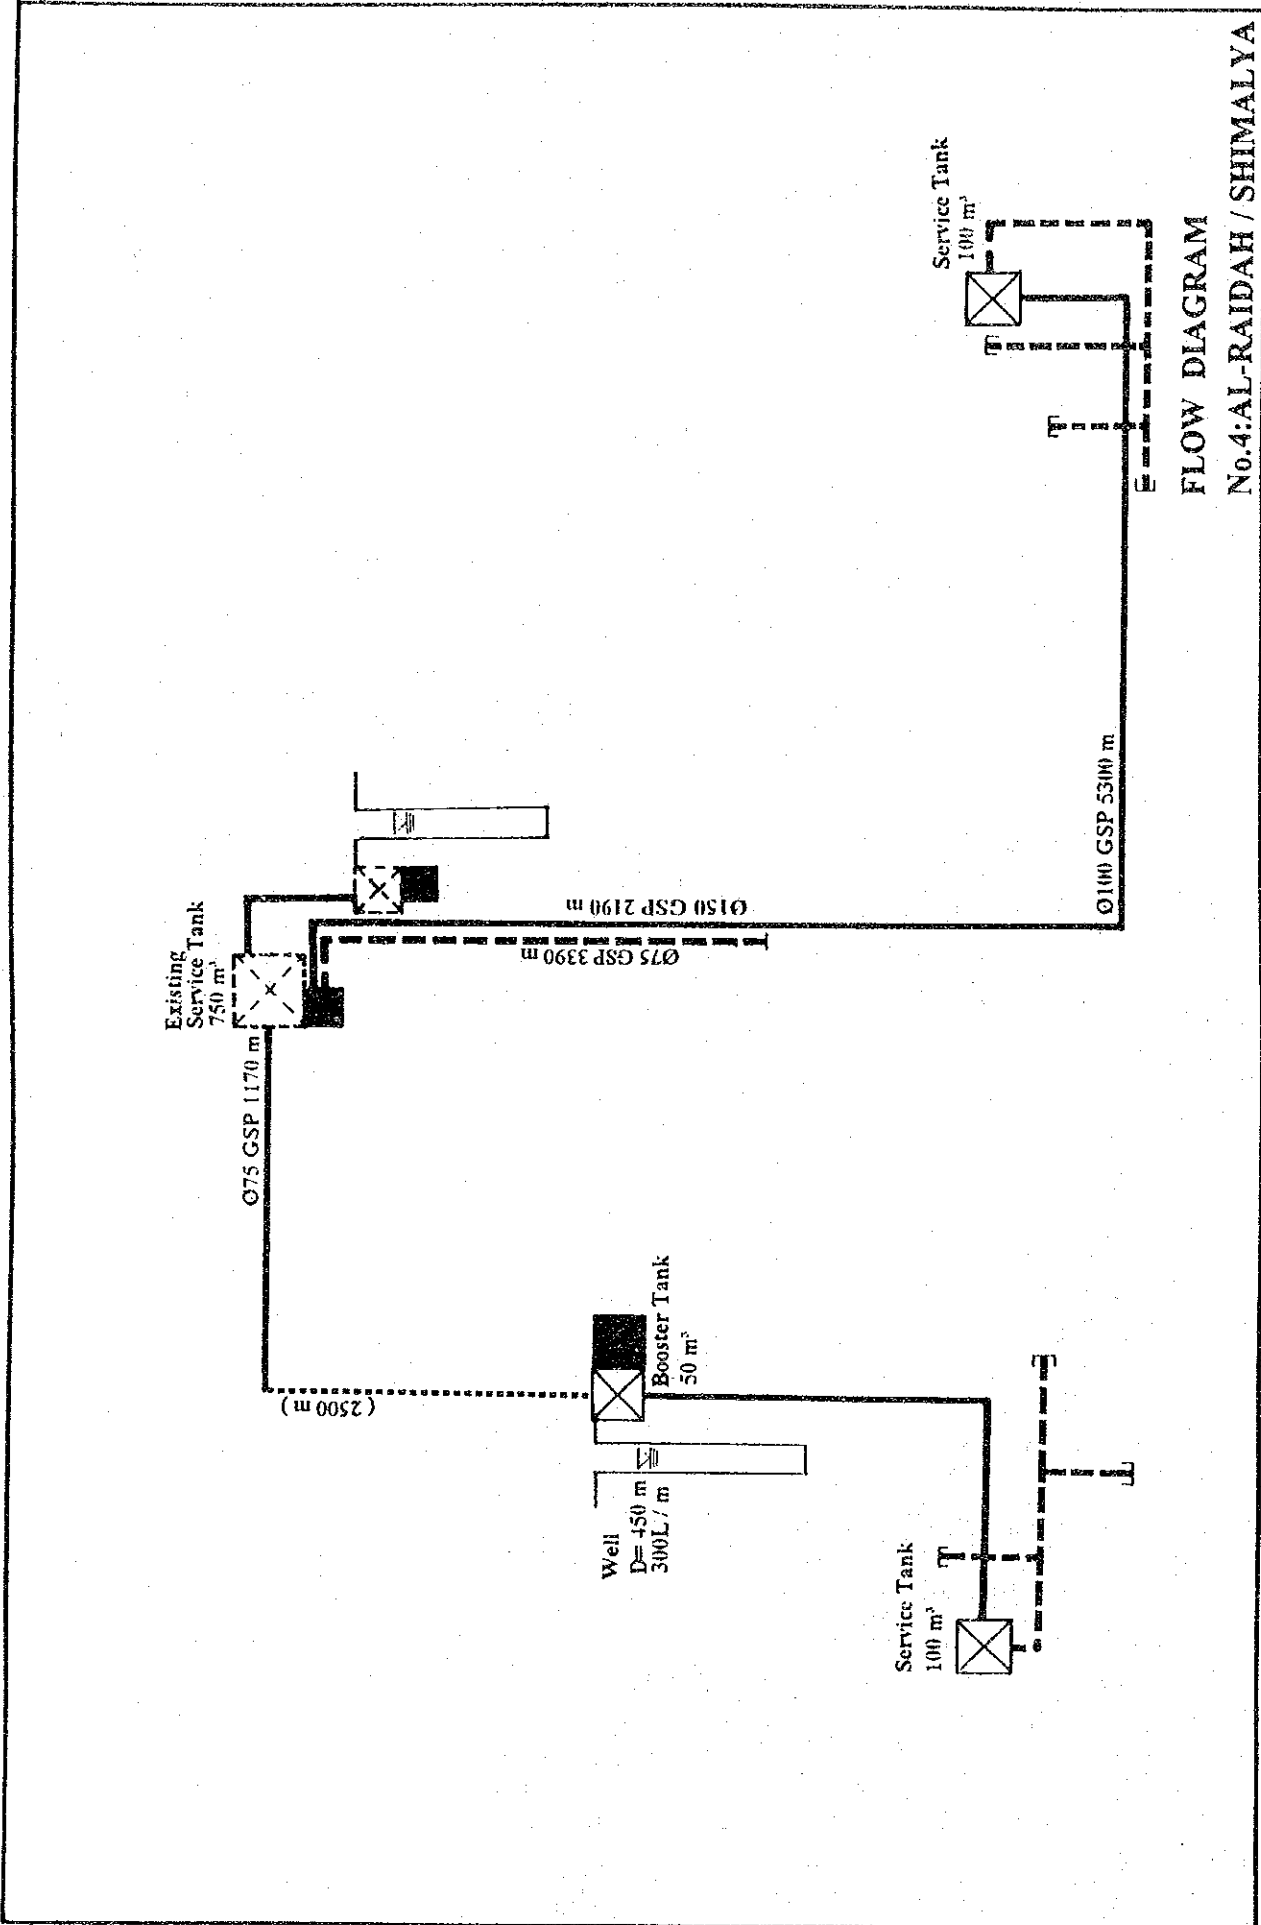 Existing
Service Tank
750 m³
Ø75 GSP 1170 m
( 2500 m )
Well
D= 450 m
300L / m
Booster Tank
50 m³
Service Tank
100 m³
Ø75 GSP 3390 m
Ø150 GSP 2190 m
Ø100 GSP 5300 m
Service Tank
100 m³
FLOW DIAGRAM
No.4:AL-RAIDAH / SHIMALYA